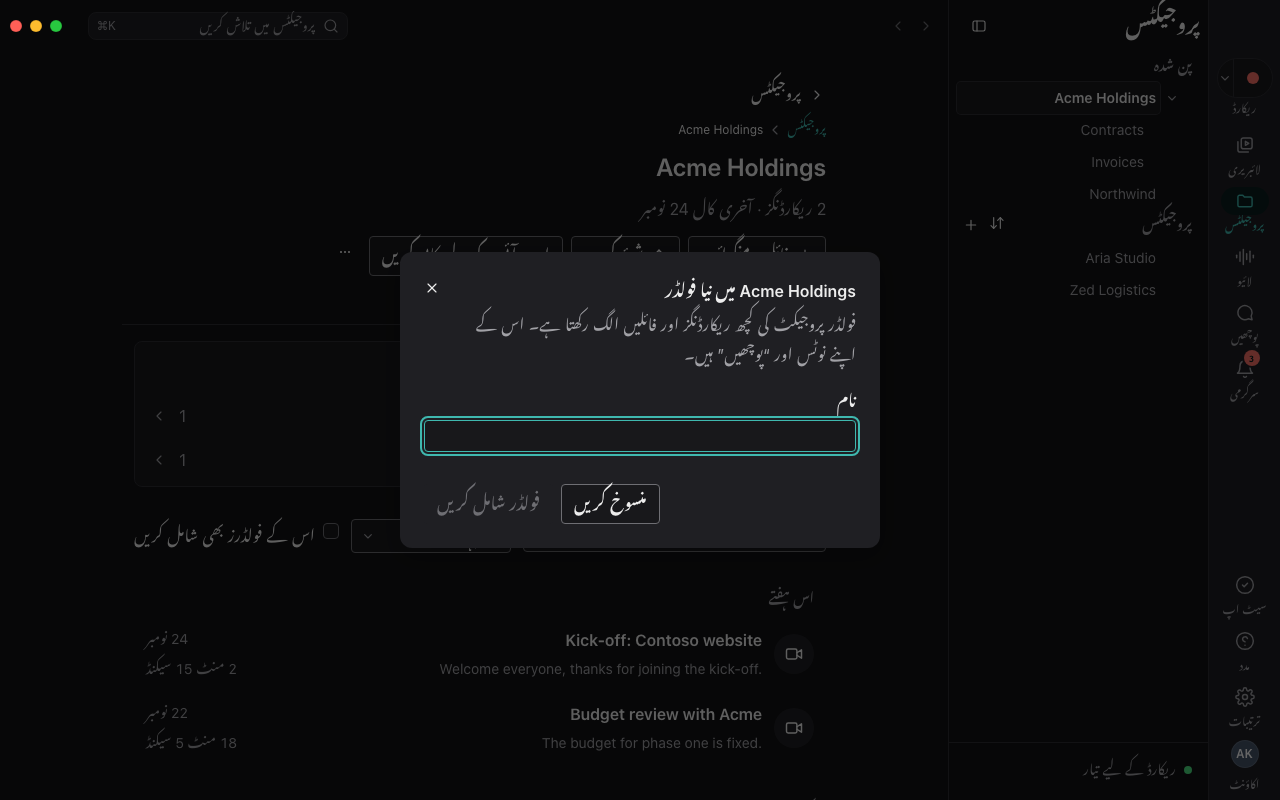 پروجیکٹس میں تلاش کریں
⌘K
پروجیکٹس
پن شدہ
Acme Holdings
Contracts
Invoices
Northwind
پروجیکٹس
Aria Studio
Zed Logistics
ریکارڈ کے لیے تیار
ریکارڈ
لائبریری
پروجیکٹس
لائیو
پوچھیں
3
سرگرمی
سیٹ اپ
مدد
ترتیبات
AK
اکاؤنٹ
پروجیکٹس
پروجیکٹس
Acme Holdings
Acme Holdings
2 ریکارڈنگز · آخری کال 24 نومبر
Acme Holdings میں نیا فولڈر
فولڈر پروجیکٹ کی کچھ ریکارڈنگز اور فائلیں الگ رکھتا ہے۔ اس کے
اپنے نوٹس اور "پوچھیں" ہیں۔
نام
منسوخ کریں
فولڈر شامل کریں
1
1
اس کے فولڈرز بھی شامل کریں
اس ہفتے
Kick-off: Contoso website
24 نومبر
Welcome everyone, thanks for joining the kick-off.
2 منٹ 15 سیکنڈ
Budget review with Acme
22 نومبر
The budget for phase one is fixed.
18 منٹ 5 سیکنڈ